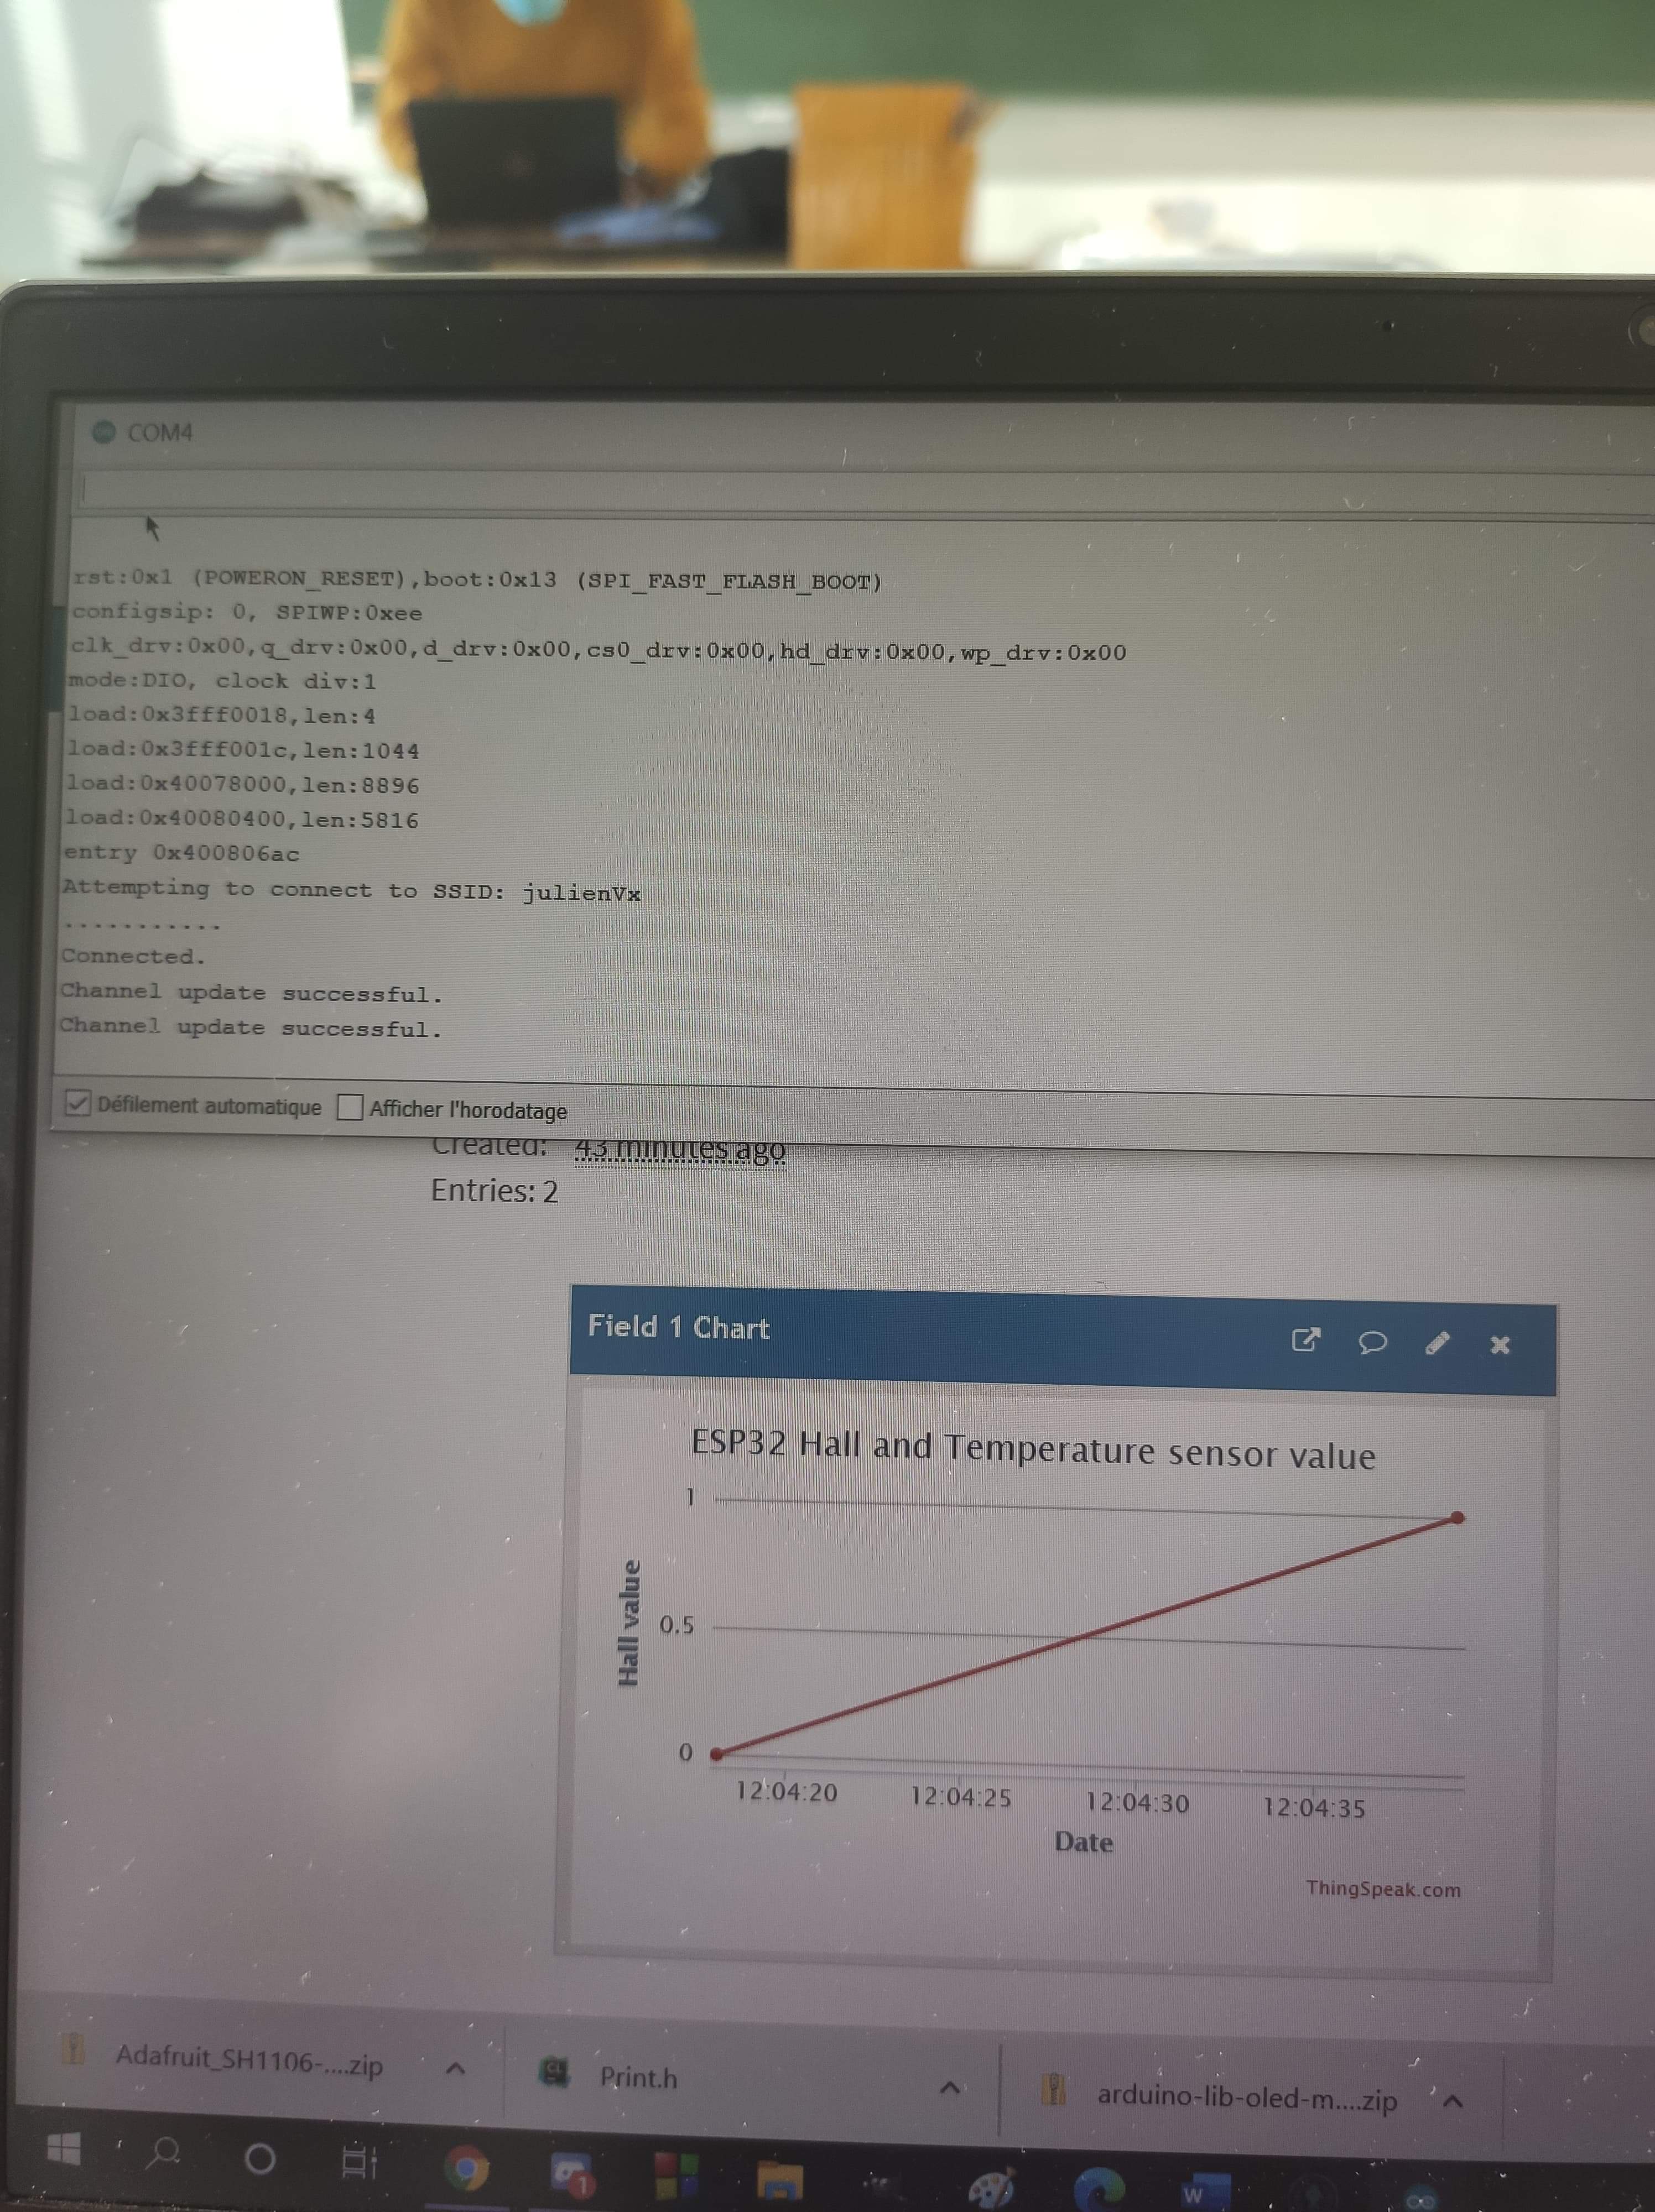 COM4
rst:0x1 (POWERON_RESET),boot:0x13 (SPI_FAST_FLASH_BOOT)
configsip: 0, SPIWP:0xee
clk_drv:0x00,q_drv:0x00,d_drv:0x00,cs0_drv:0x00,hd_drv:0x00,wp_drv:0x00
mode:DIO, clock div:1
load:0x3fff0018,len:4
load:0x3fff001c,len:1044
load:0x40078000,len:8896
load:0x40080400,len:5816
entry 0x400806ac
Attempting to connect to SSID: julienVx
...........
Connected.
Channel update successful.
Channel update successful.
Défilement automatique Afficher l'horodatage
Created: 43 minutes ago
Entries: 2
Field 1 Chart
ESP32 Hall and Temperature sensor value
1
0.5
0
Hall value
12:04:20 12:04:25 12:04:30 12:04:35
Date
ThingSpeak.com
Adafruit_SH1106-....zip Print.h arduino-lib-oled-m....zip
1
W